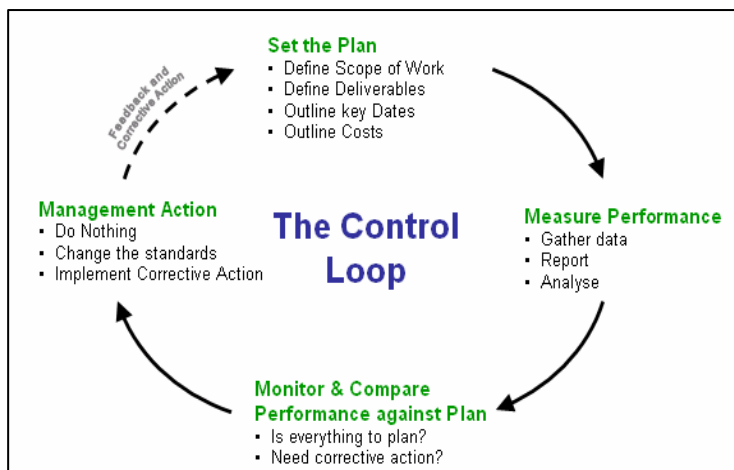 Set the Plan
▪ Define Scope of Work
▪ Define Deliverables
▪ Outline key Dates
▪ Outline Costs
Feedback and
Corrective Action
Management Action
▪ Do Nothing
▪ Change the standards
▪ Implement Corrective Action
The Control
Loop
Measure Performance
▪ Gather data
▪ Report
▪ Analyse
Monitor & Compare
Performance against Plan
▪ Is everything to plan?
▪ Need corrective action?